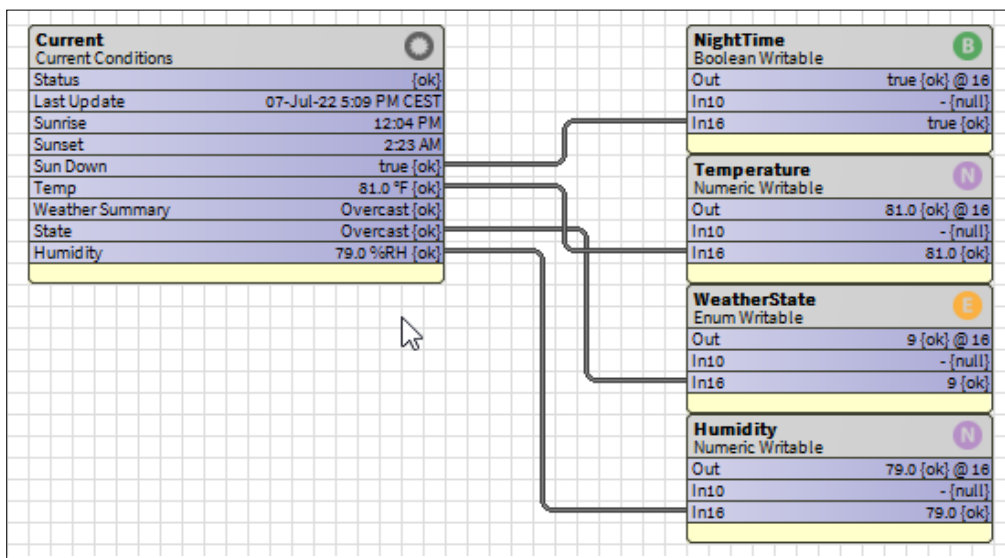 Current
Current Conditions
Status {ok}
Last Update 07-Jul-22 5:09 PM CEST
Sunrise 12:04 PM
Sunset 2:23 AM
Sun Down true {ok}
Temp 81.0 °F {ok}
Weather Summary Overcast {ok}
State Overcast {ok}
Humidity 79.0 %RH {ok}
NightTime B
Boolean Writable
Out true {ok} @ 16
In10 - {null}
In16 true {ok}
Temperature N
Numeric Writable
Out 81.0 {ok} @ 16
In10 - {null}
In16 81.0 {ok}
WeatherState E
Enum Writable
Out 9 {ok} @ 16
In10 - {null}
In16 9 {ok}
Humidity N
Numeric Writable
Out 79.0 {ok} @ 16
In10 - {null}
In16 79.0 {ok}